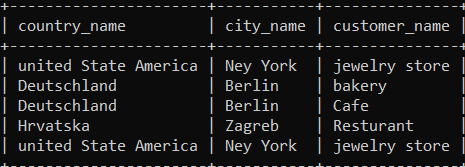 country_name | city_name | customer_name
united State America | Ney York | jewelry store
Deutschland | Berlin | bakery
Deutschland | Berlin | Cafe
Hrvatska | Zagreb | Resturant
united State America | Ney York | jewelry store